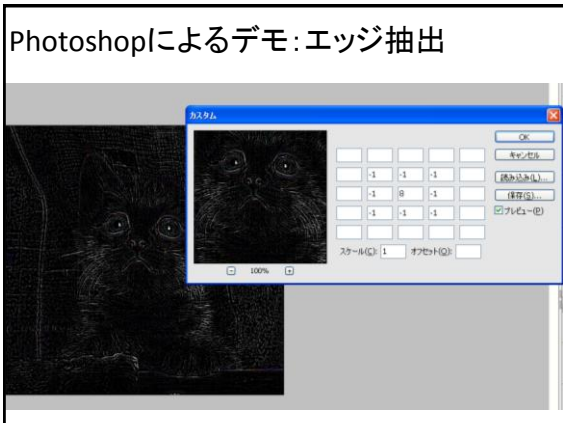 Photoshopによるデモ：エッジ抽出
カスタム
OK
キャンセル
-1 -1 -1
読み込み(L)...
-1 8 -1
保存(S)...
-1 -1 -1
プレビュー(P)
スケール(C): 1 オフセット(O):
- 100% +